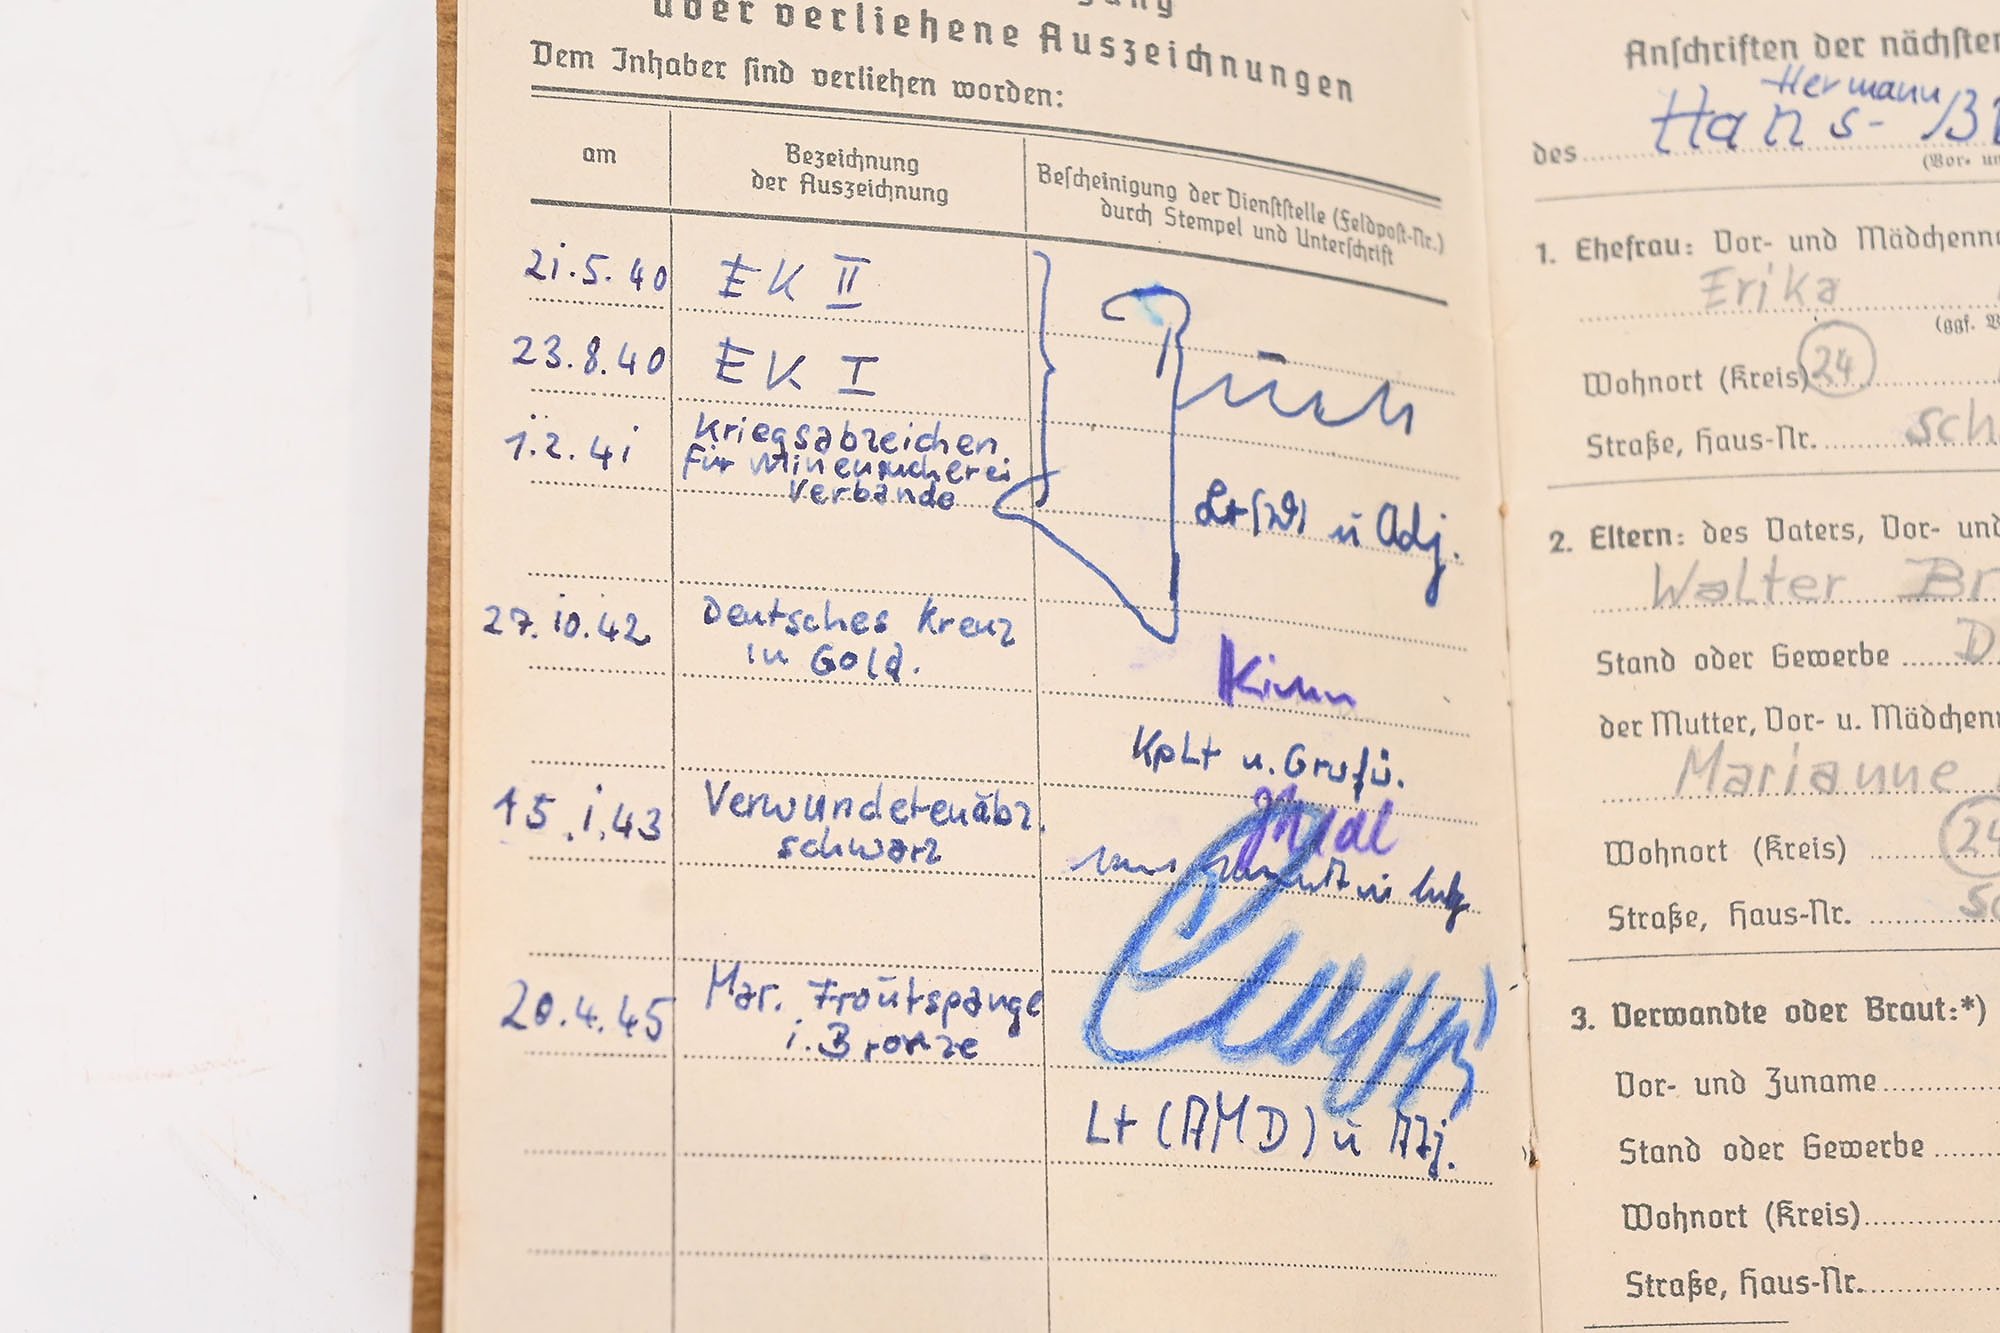 über verliehene Auszeichnungen
Dem Inhaber sind verliehen worden:
am
Bezeichnung
der Auszeichnung
Bescheinigung der Dienststelle (Feldpost-Nr.)
durch Stempel und Unterschrift
21.5.40 EK II
23.8.40 EK I
1.2.41 Kriegsabzeichen
für Minensucherei
Verbände
Lt (W) u Adj.
27.10.42 Deutsches Kreuz
in Gold.
KpLt u. Grufü.
15.1.43 Verwundetenabz.
schwarz
20.4.45 Mar. Frontspange
i. Bronze
Lt (AMD) u Adj.
Anschriften der nächsten
Hermann
des Hans-
1. Ehefrau: Vor- und
Erika
(ggf.
Wohnort (Kreis) 24
Straße, Haus-Nr.
2. Eltern: des Vaters, Vor- und
Walter
Stand oder Gewerbe
der Mutter, Vor- u.
Marianne
Wohnort (Kreis) 24
Straße, Haus-Nr.
3. Verwandte oder Braut:*)
Vor- und Zuname
Stand oder Gewerbe
Wohnort (Kreis)
Straße, Haus-Nr.